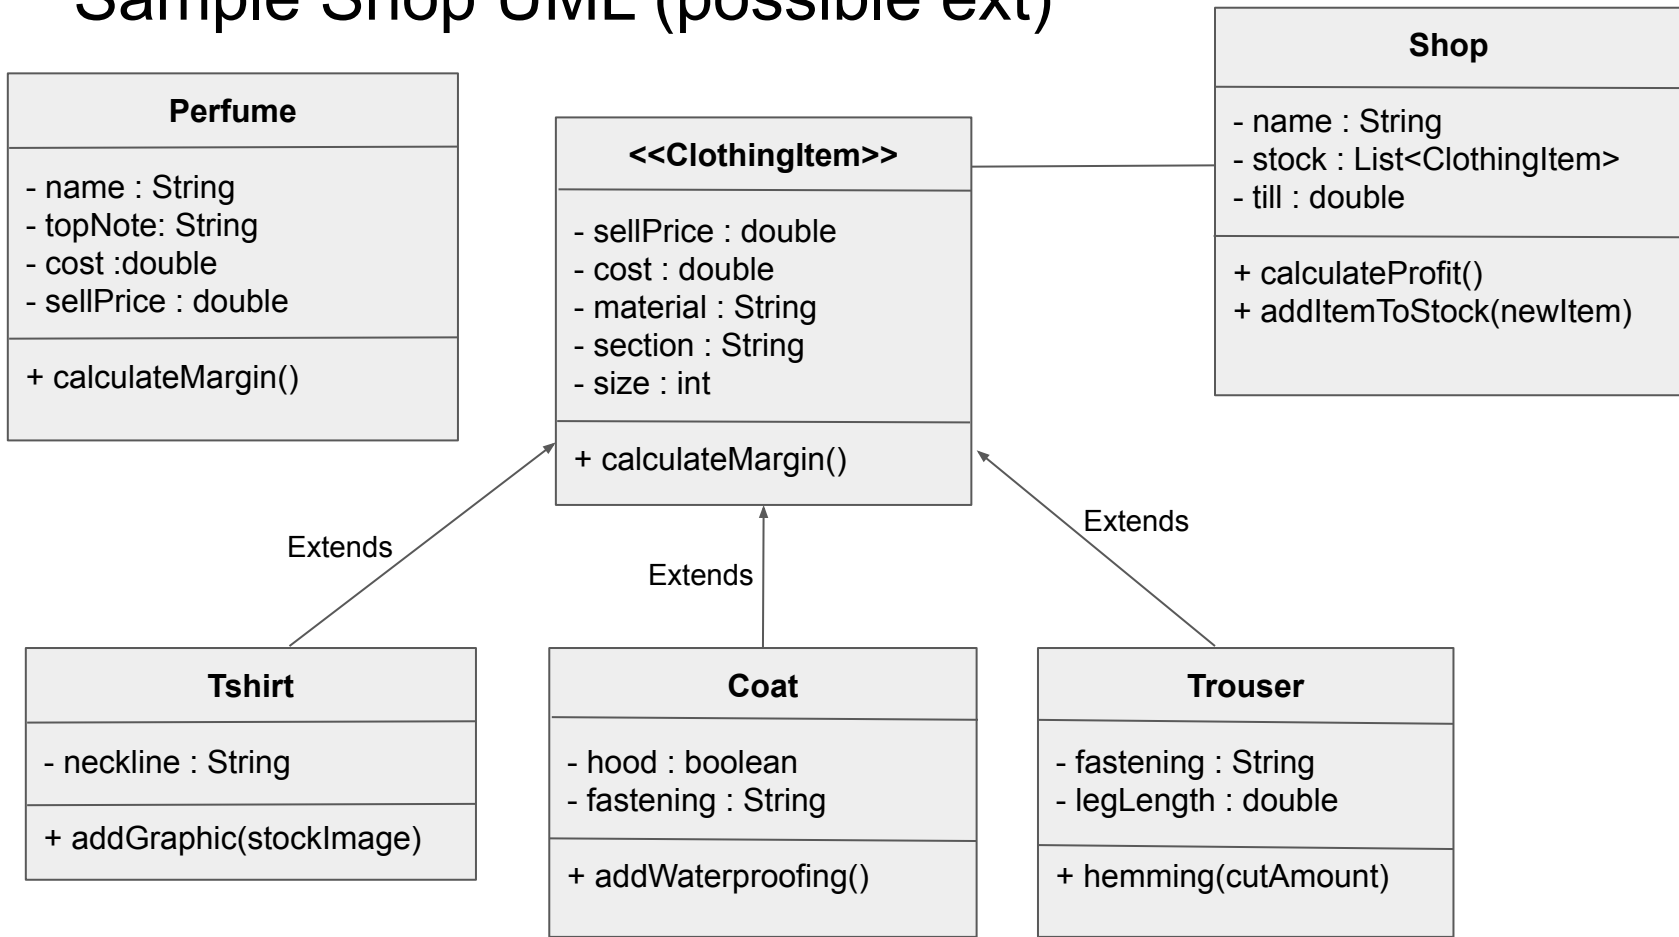 Sample Shop UML (possible ext)
Perfume
- name : String
- topNote: String
- cost :double
- sellPrice : double
+ calculateMargin()
<<ClothingItem>>
- sellPrice : double
- cost : double
- material : String
- section : String
- size : int
+ calculateMargin()
Shop
- name : String
- stock : List<ClothingItem>
- till : double
+ calculateProfit()
+ addItemToStock(newItem)
Extends
Extends
Extends
Tshirt
- neckline : String
+ addGraphic(stockImage)
Coat
- hood : boolean
- fastening : String
+ addWaterproofing()
Trouser
- fastening : String
- legLength : double
+ hemming(cutAmount)